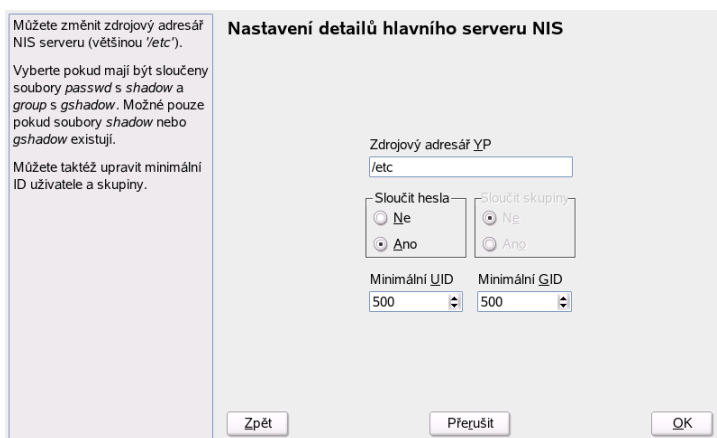 Můžete změnit zdrojový adresář
NIS serveru (většinou '/etc').
Vyberte pokud mají být sloučeny
soubory passwd s shadow a
group s gshadow. Možné pouze
pokud soubory shadow nebo
gshadow existují.
Můžete taktéž upravit minimální
ID uživatele a skupiny.
Nastavení detailů hlavního serveru NIS
Zdrojový adresář YP
/etc
Sloučit hesla
Ne
Ano
Sloučit skupiny
Ne
Ano
Minimální UID
500
Minimální GID
500
Zpět
Přerušit
OK